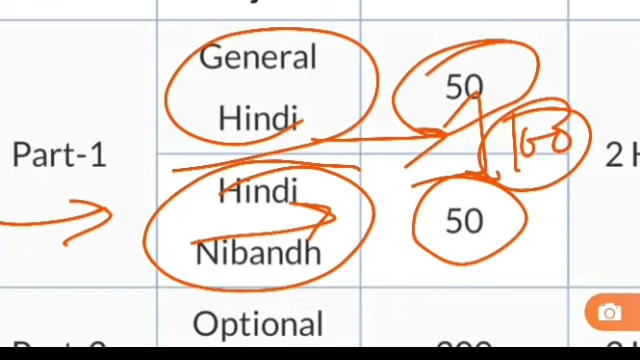 General
Hindi
50
100
Part-1
2 H
Hindi
Nibandh
50
Optional